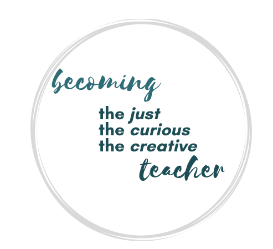 becoming
the just
the curious
the creative
teacher